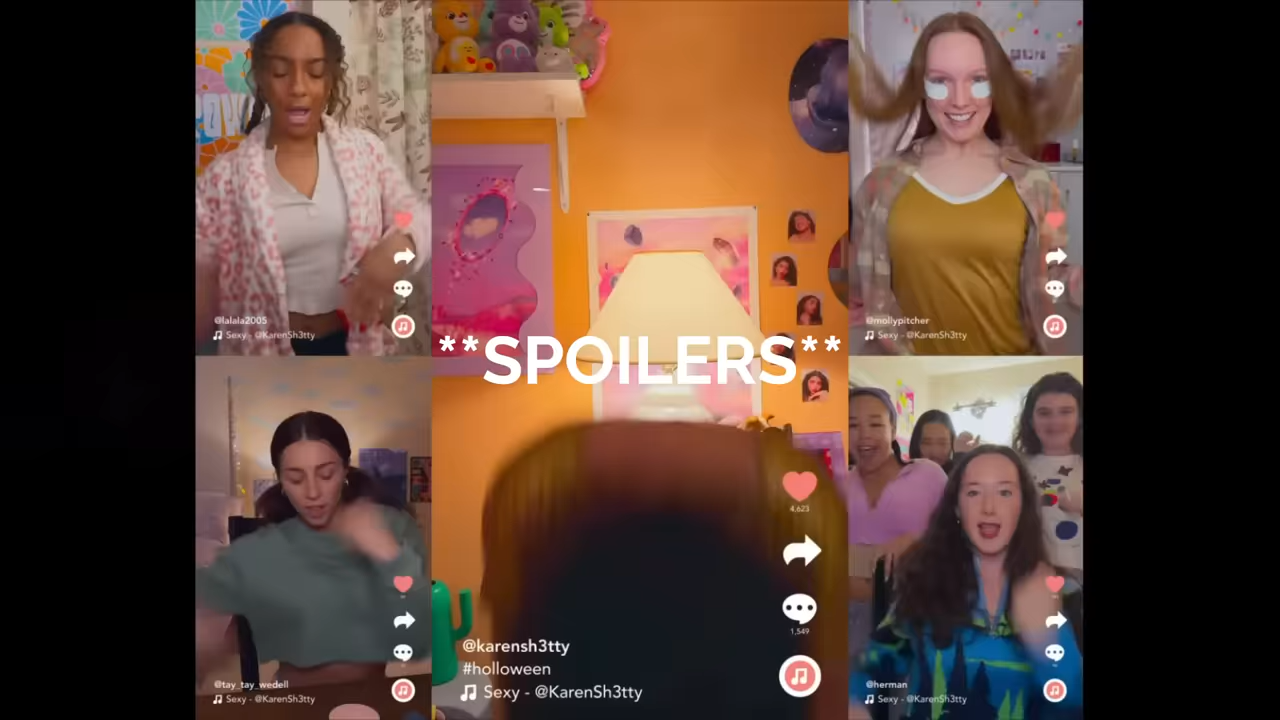 POW
@lalala2005
Sexy - @KarenSh3tty
@mollypitcher
Sexy - @KarenSh3tty
**SPOILERS**
4,623
1,549
@karensh3tty
#holloween
Sexy - @KarenSh3tty
@tay_tay_wedell
Sexy - @KarenSh3tty
@herman
Sexy - @KarenSh3tty